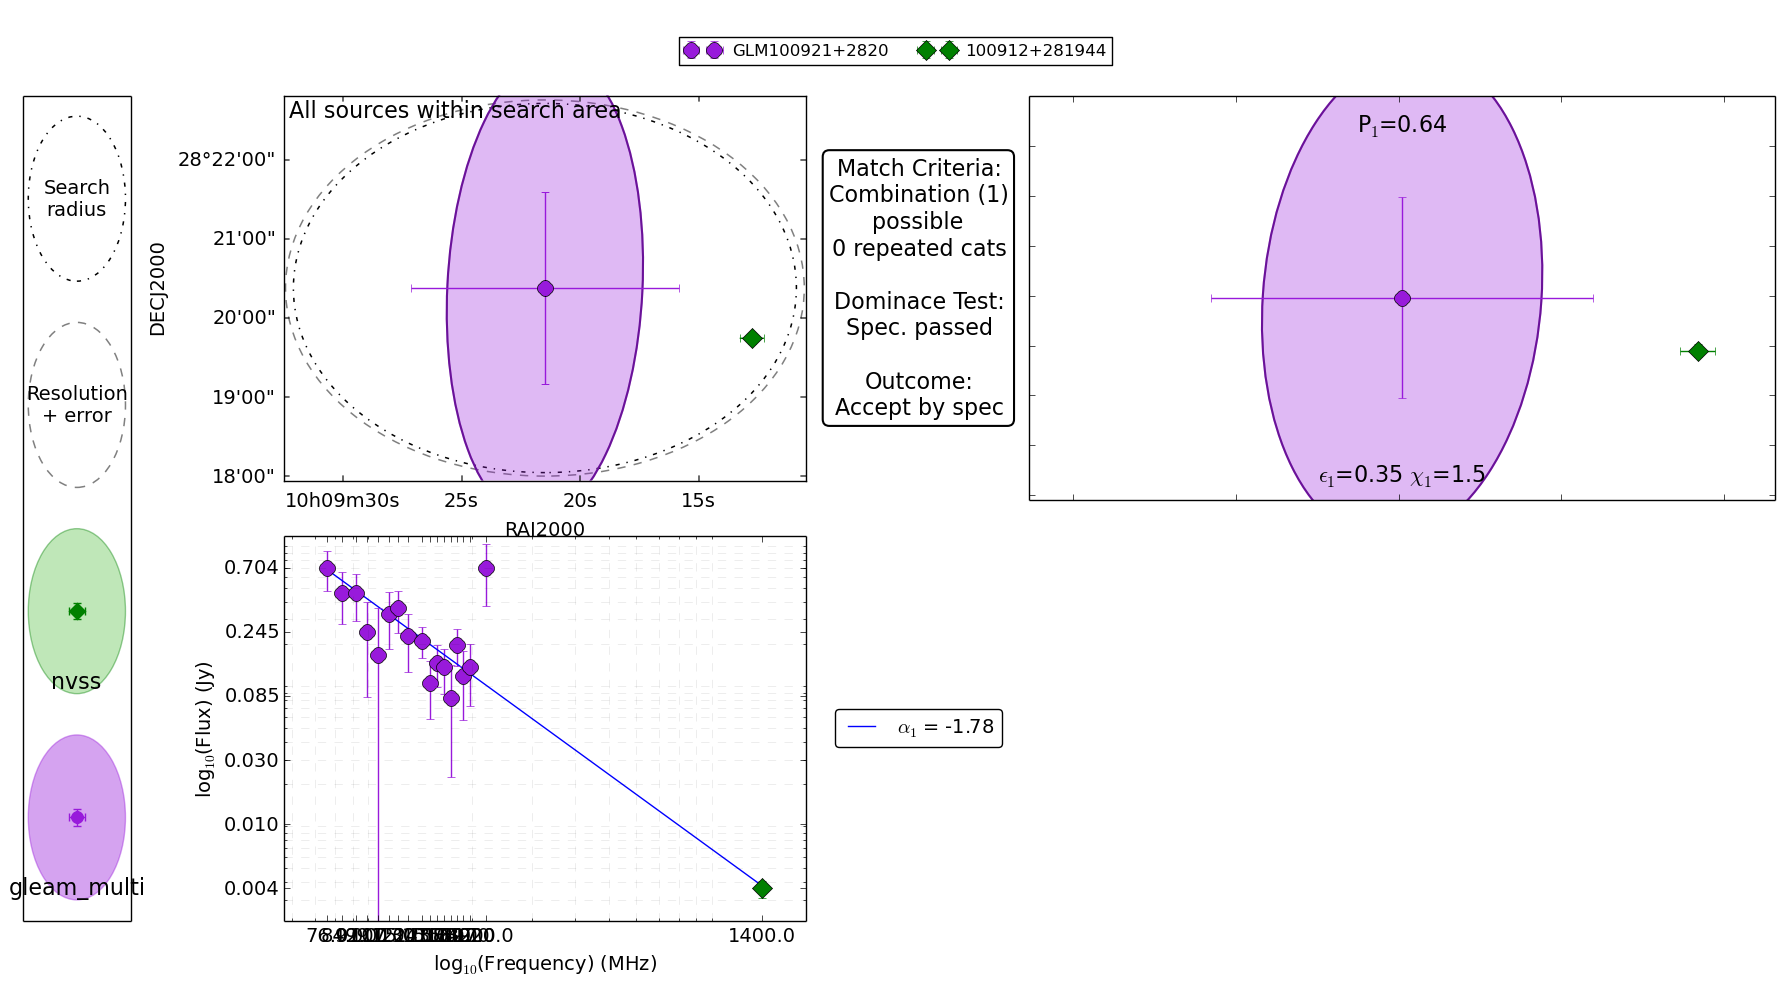 GLM100921+2820
100912+281944
Search
radius
Resolution
+ error
nvss
gleam_multi
All sources within search area
DECJ2000
28°22'00"
21'00"
20'00"
19'00"
18'00"
10h09m30s
25s
20s
15s
RAJ2000
Match Criteria:
Combination (1)
possible
0 repeated cats
Dominace Test:
Spec. passed
Outcome:
Accept by spec
P₁=0.64
ϵ₁=0.35 χ₁=1.5
log₁₀(Flux) (Jy)
0.704
0.245
0.085
0.030
0.010
0.004
1400.0
log₁₀(Frequency) (MHz)
α₁ = -1.78